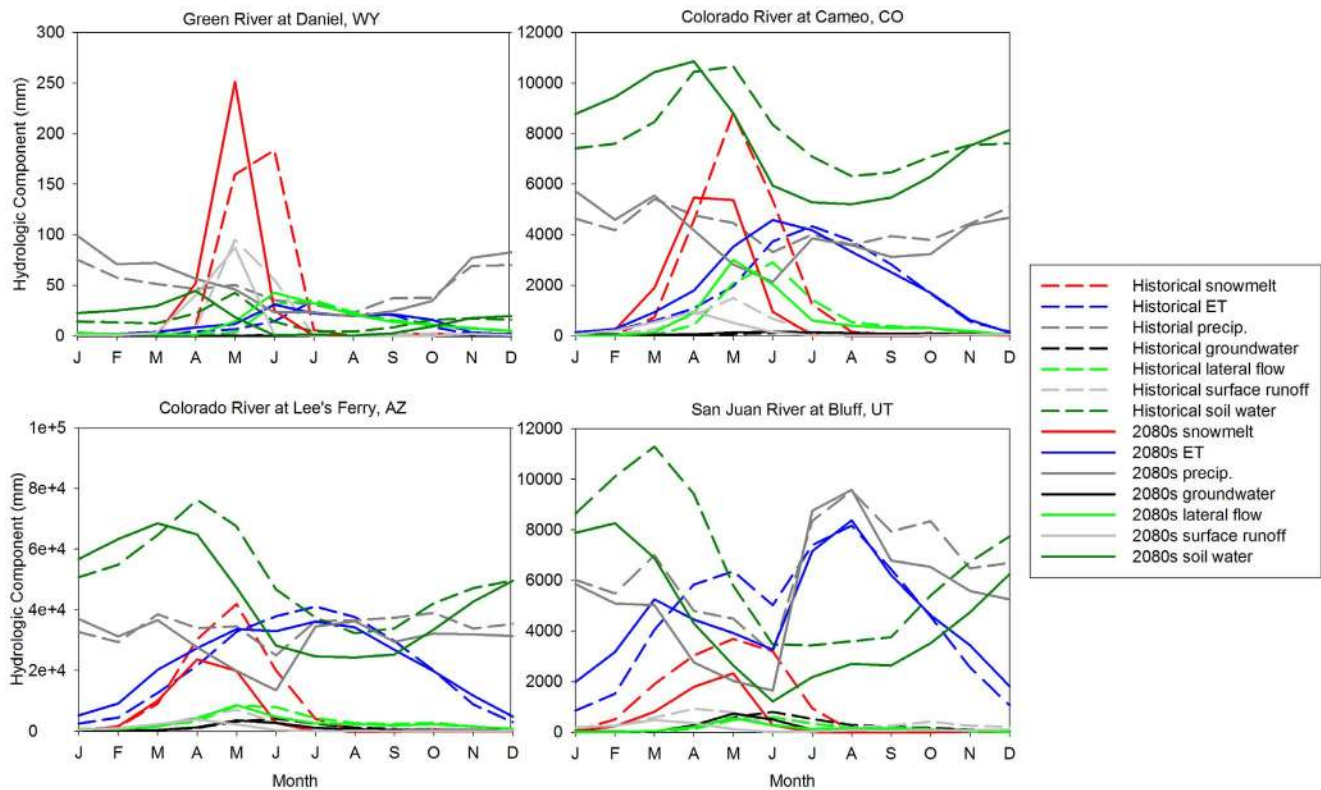 Green River at Daniel, WY
Colorado River at Cameo, CO
300
250
200
150
100
50
0
Hydrologic Component (mm)
J F M A M J J A S O N D
12000
10000
8000
6000
4000
2000
0
J F M A M J J A S O N D
Colorado River at Lee's Ferry, AZ
San Juan River at Bluff, UT
1e+5
8e+4
6e+4
4e+4
2e+4
0
Hydrologic Component (mm)
J F M A M J J A S O N D
Month
12000
10000
8000
6000
4000
2000
0
J F M A M J J A S O N D
Month
Historical snowmelt
Historical ET
Historial precip.
Historical groundwater
Historical lateral flow
Historical surface runoff
Historical soil water
2080s snowmelt
2080s ET
2080s precip.
2080s groundwater
2080s lateral flow
2080s surface runoff
2080s soil water